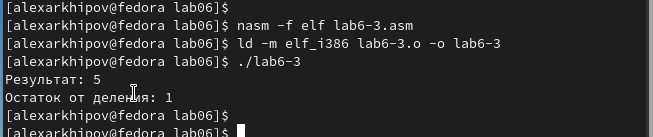 [alexarkhipov@fedora lab06]$
[alexarkhipov@fedora lab06]$ nasm -f elf lab6-3.asm
[alexarkhipov@fedora lab06]$ ld -m elf_i386 lab6-3.o -o lab6-3
[alexarkhipov@fedora lab06]$ ./lab6-3
Результат: 5
Остаток от деления: 1
[alexarkhipov@fedora lab06]$
[alexarkhipov@fedora lab06]$